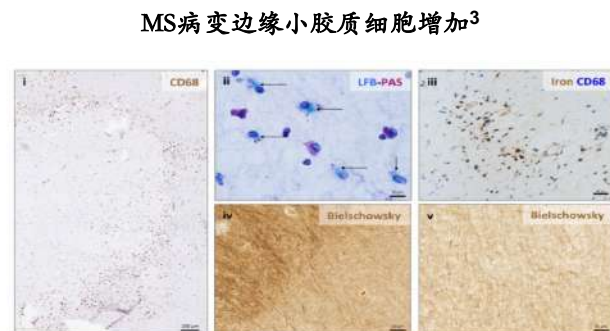 MS病变边缘小胶质细胞增加3
i CD68
ii LFB-PAS
iii Iron CD68
iv Bielschowsky
v Bielschowsky